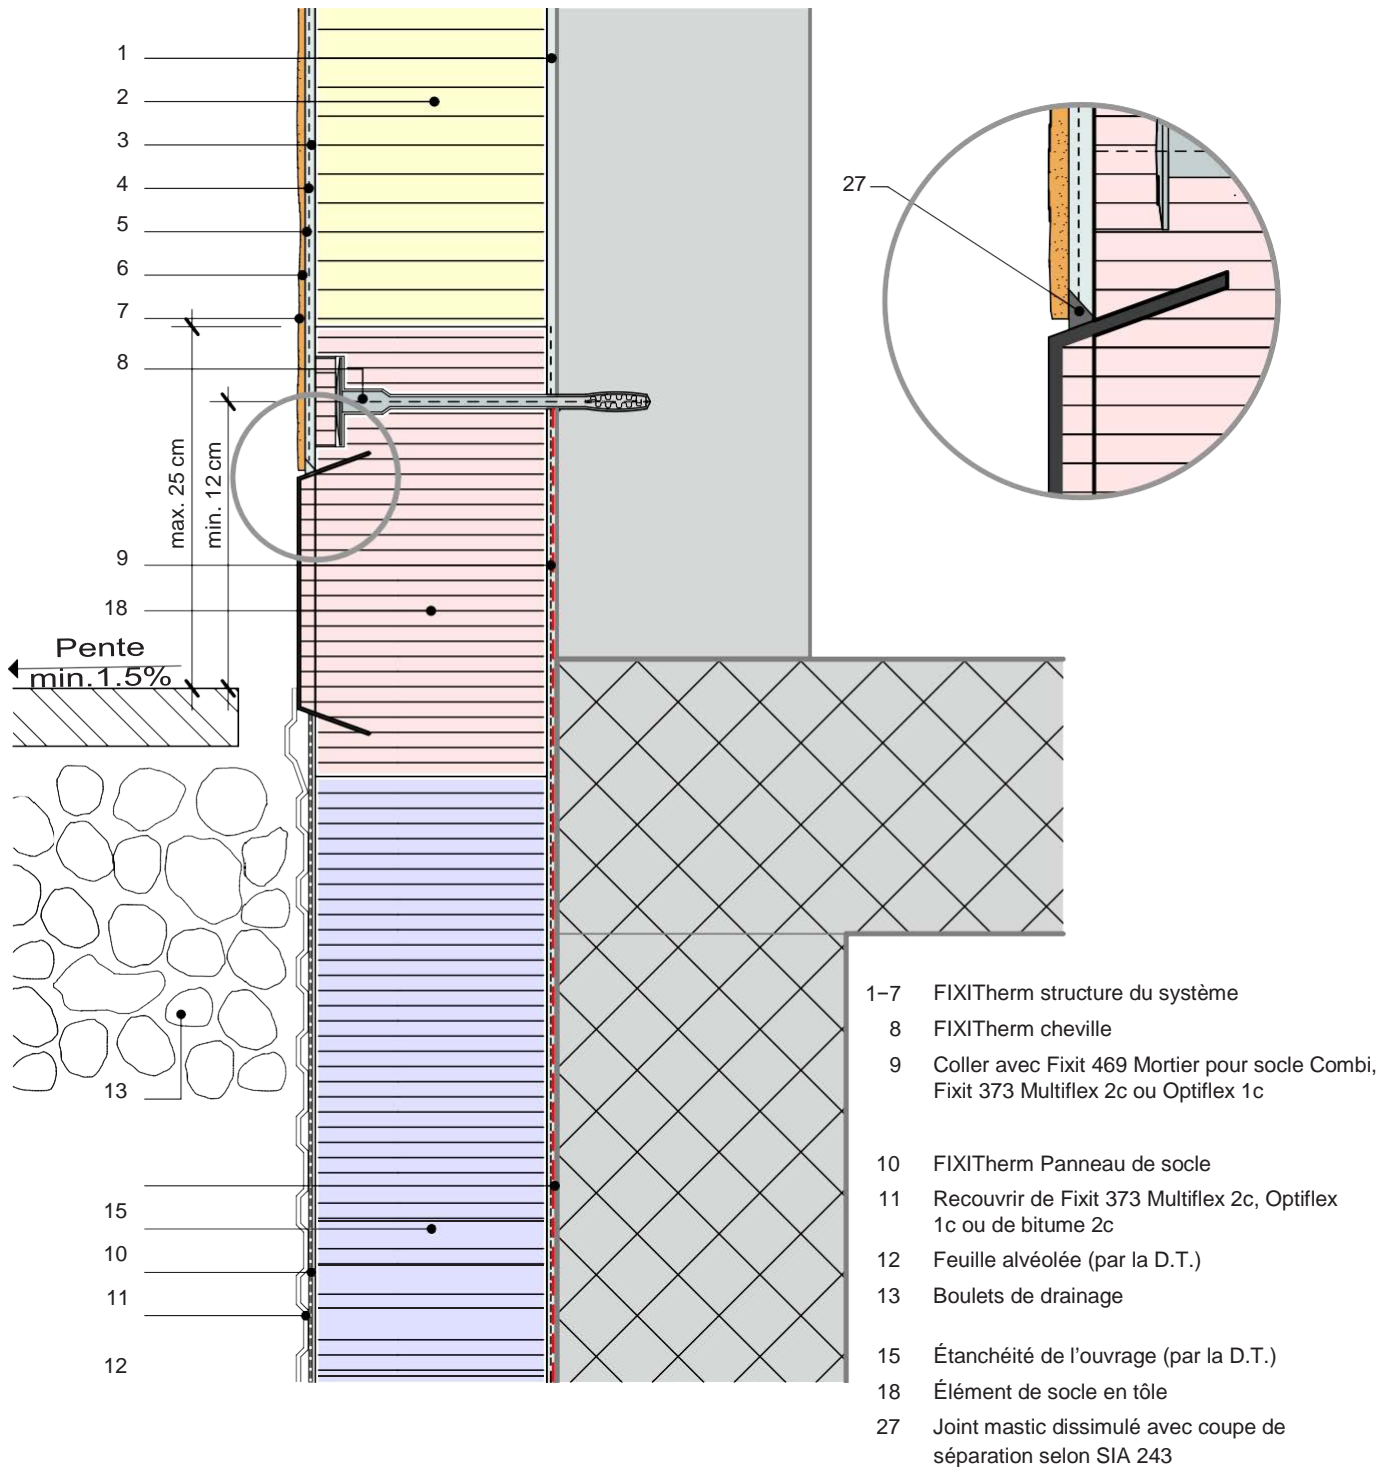 1
2
3
4
5
6
7
8
max. 25 cm
min. 12 cm
9
18
Pente
min.1.5%
13
15
10
11
12
27
1–7 FIXITherm structure du système
8 FIXITherm cheville
9 Coller avec Fixit 469 Mortier pour socle Combi,
Fixit 373 Multiflex 2c ou Optiflex 1c
10 FIXITherm Panneau de socle
11 Recouvrir de Fixit 373 Multiflex 2c, Optiflex
1c ou de bitume 2c
12 Feuille alvéolée (par la D.T.)
13 Boulets de drainage
15 Étanchéité de l’ouvrage (par la D.T.)
18 Élément de socle en tôle
27 Joint mastic dissimulé avec coupe de
séparation selon SIA 243